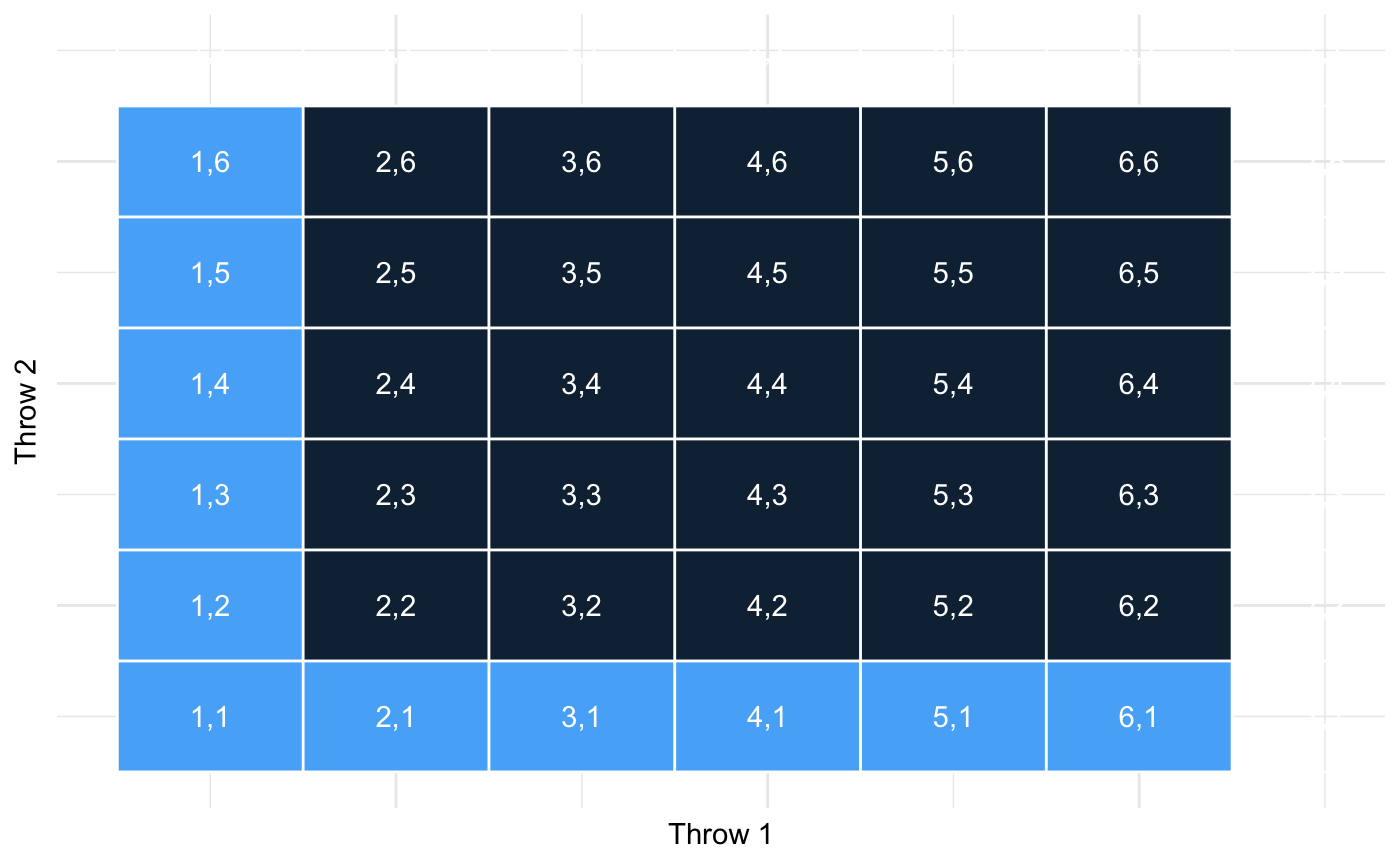 1,6 2,6 3,6 4,6 5,6 6,6
1,5 2,5 3,5 4,5 5,5 6,5
1,4 2,4 3,4 4,4 5,4 6,4
1,3 2,3 3,3 4,3 5,3 6,3
1,2 2,2 3,2 4,2 5,2 6,2
1,1 2,1 3,1 4,1 5,1 6,1
Throw 2
Throw 1